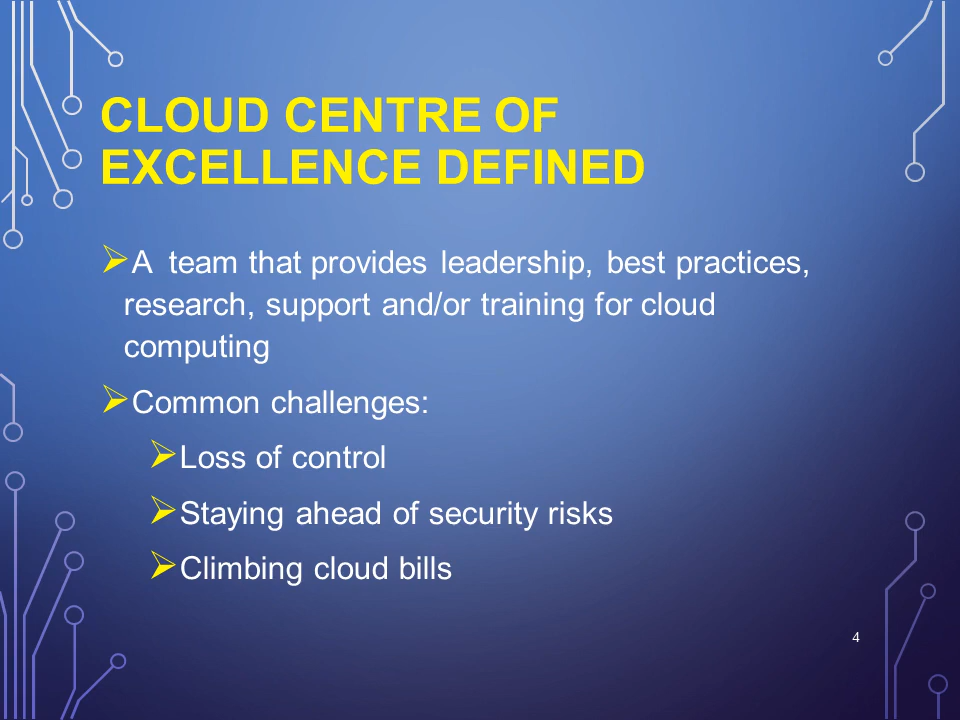 CLOUD CENTRE OF
EXCELLENCE DEFINED
A team that provides leadership, best practices,
research, support and/or training for cloud
computing
Common challenges:
Loss of control
Staying ahead of security risks
Climbing cloud bills
4